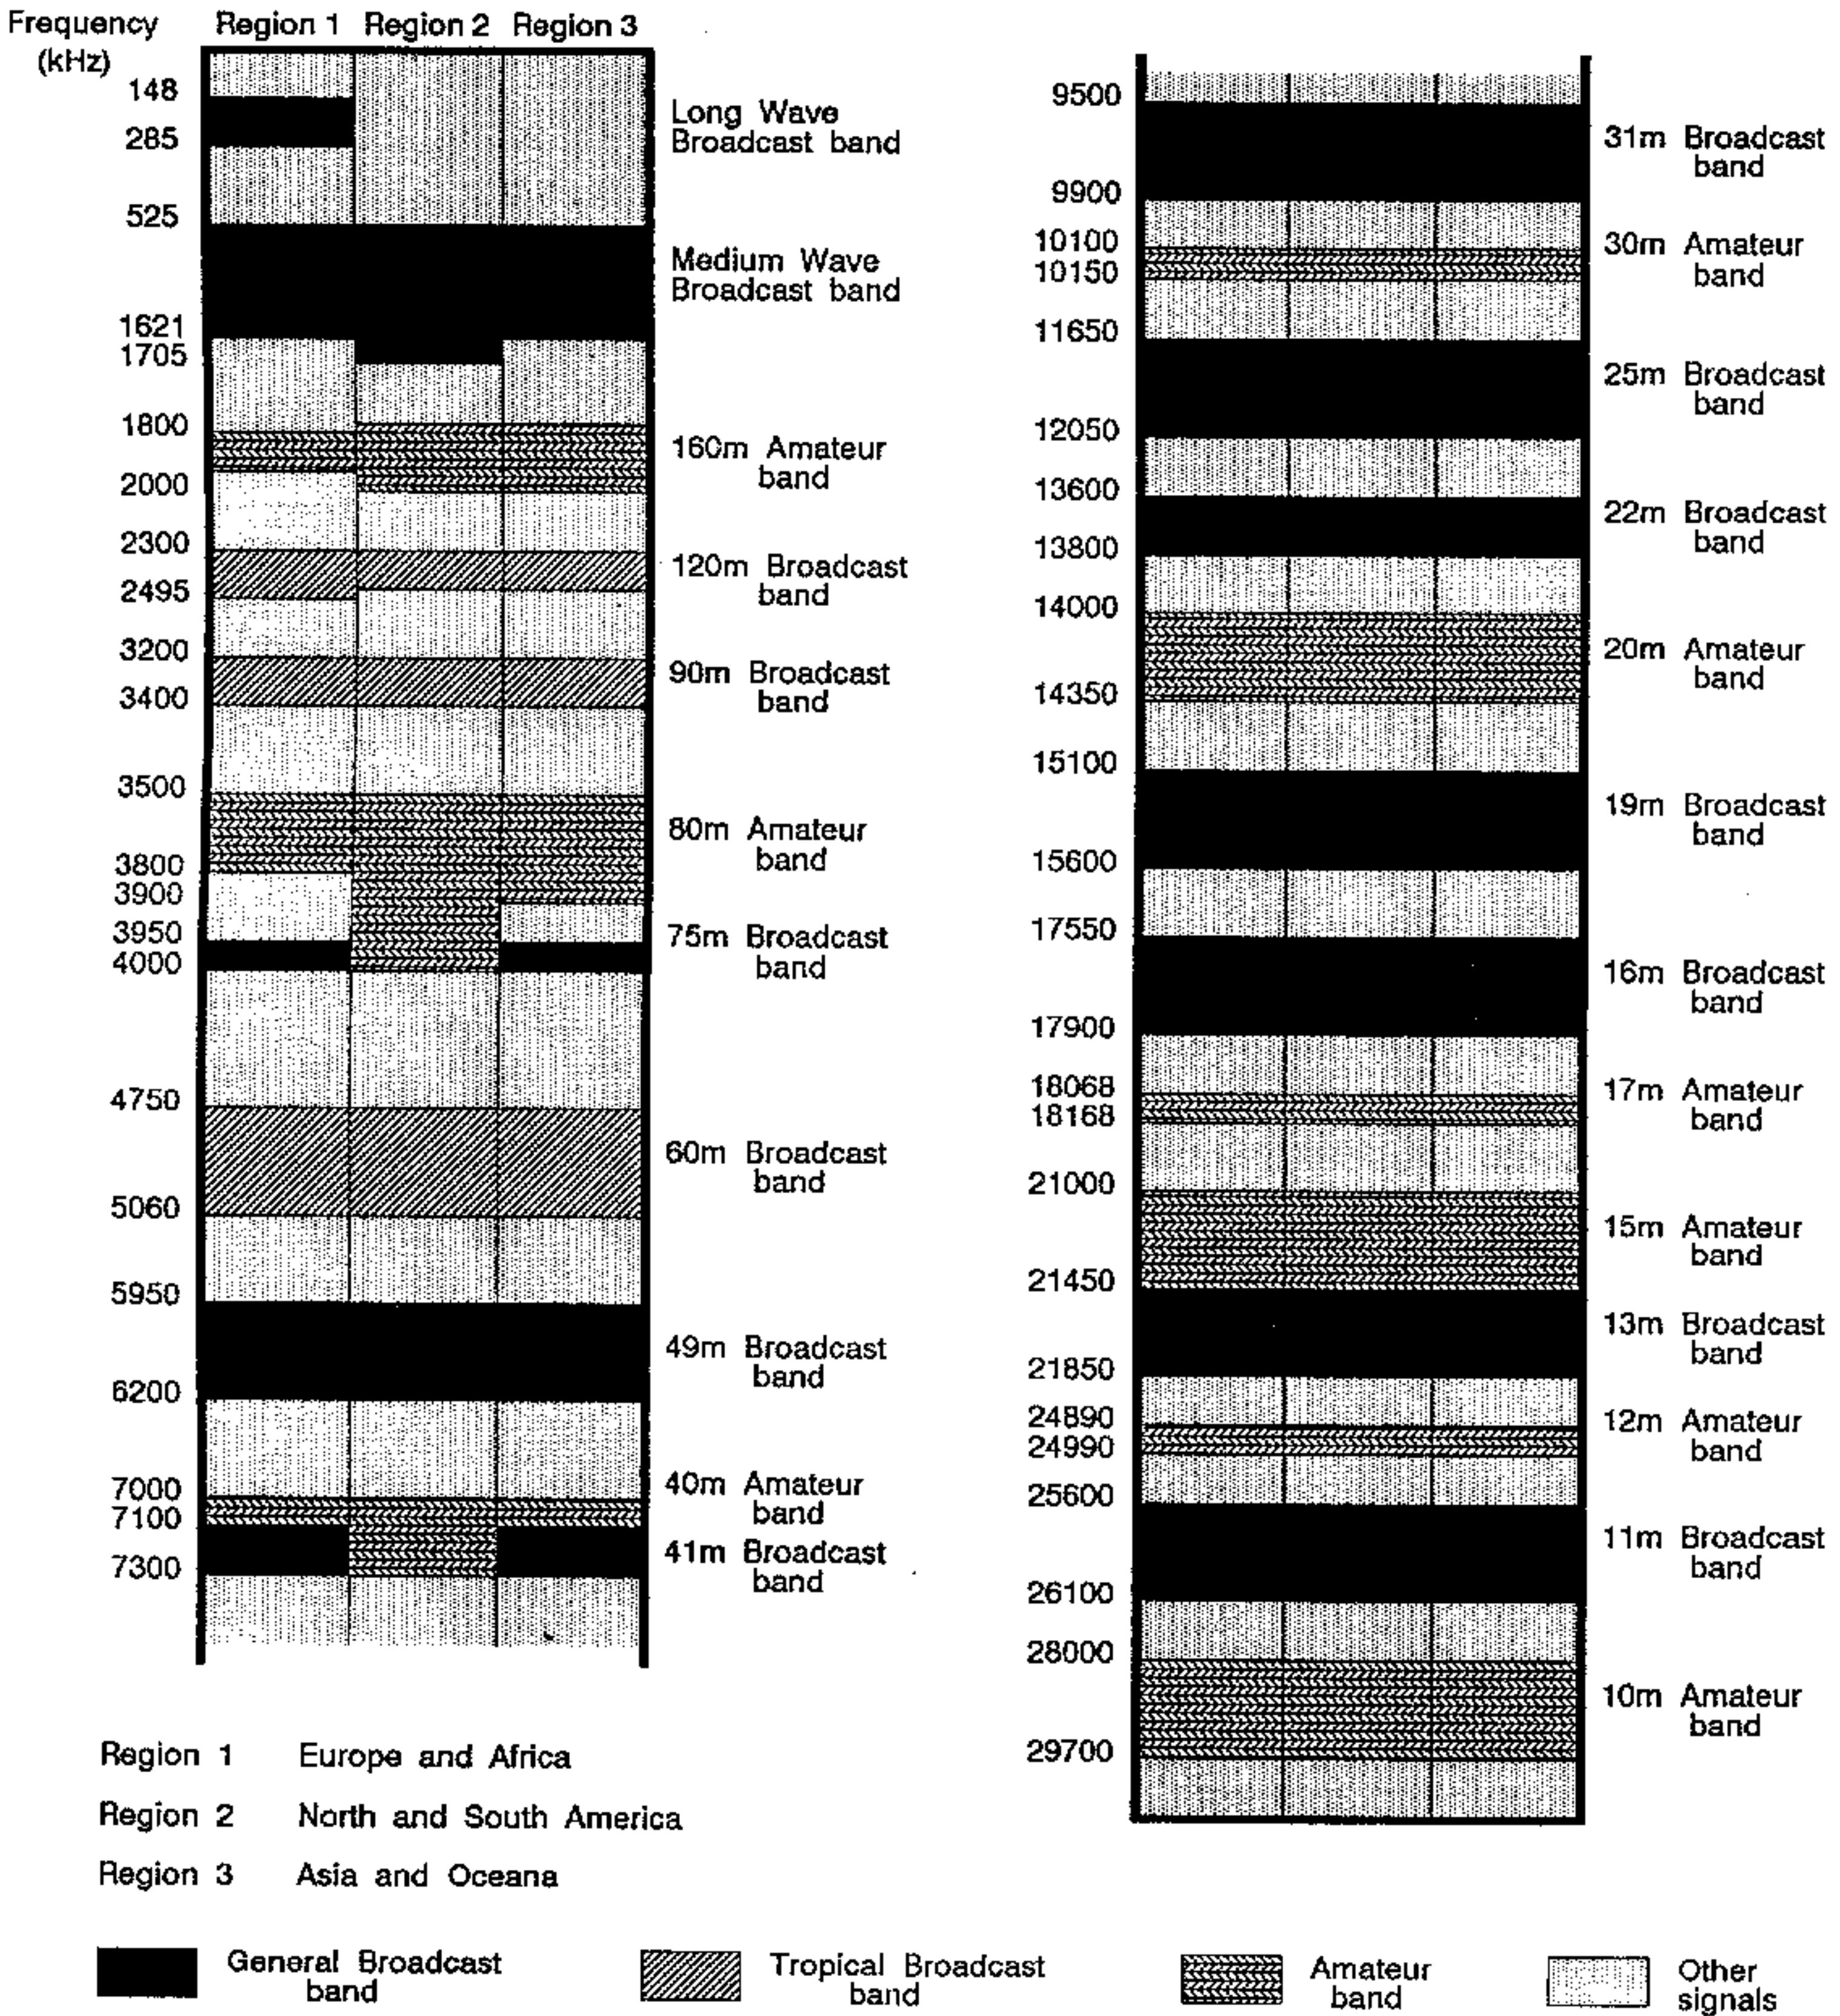 Frequency
(kHz)
Region 1 Region 2 Region 3
148
285
525
1621
1705
1800
2000
2300
2495
3200
3400
3500
3800
3900
3950
4000
4750
5060
5950
6200
7000
7100
7300
Long Wave
Broadcast band
Medium Wave
Broadcast band
160m Amateur
band
120m Broadcast
band
90m Broadcast
band
80m Amateur
band
75m Broadcast
band
60m Broadcast
band
49m Broadcast
band
40m Amateur
band
41m Broadcast
band
9500
9900
10100
10150
11650
12050
13600
13800
14000
14350
15100
15600
17550
17900
18068
18168
21000
21450
21850
24890
24990
25600
26100
28000
29700
31m Broadcast
band
30m Amateur
band
25m Broadcast
band
22m Broadcast
band
20m Amateur
band
19m Broadcast
band
16m Broadcast
band
17m Amateur
band
15m Amateur
band
13m Broadcast
band
12m Amateur
band
11m Broadcast
band
10m Amateur
band
Region 1 Europe and Africa
Region 2 North and South America
Region 3 Asia and Oceana
General Broadcast
band
Tropical Broadcast
band
Amateur
band
Other
signals